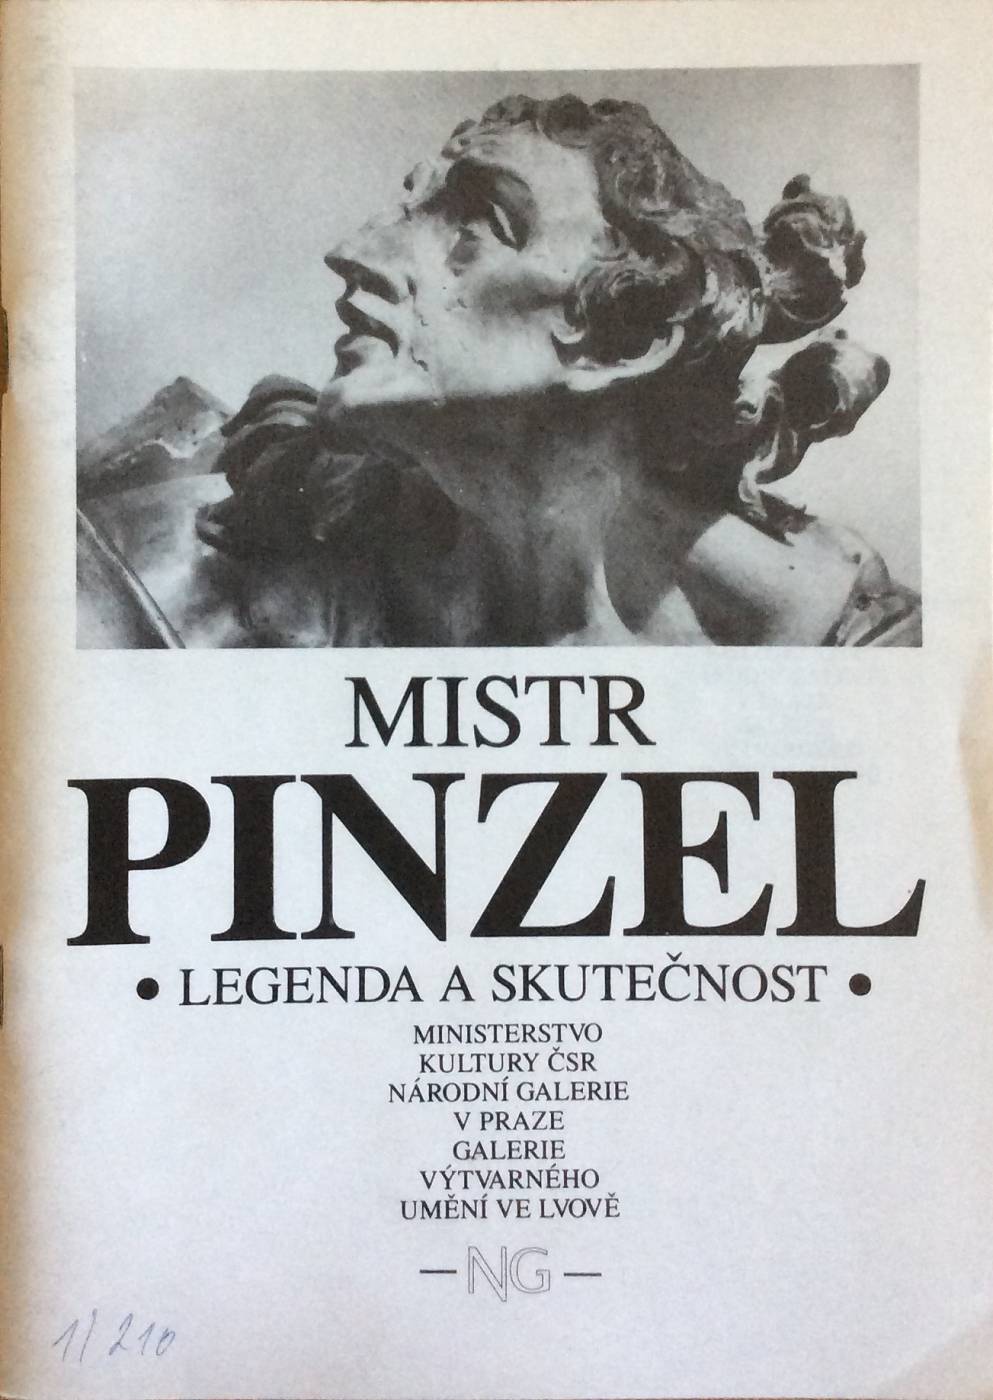 MISTR
PINZEL
• LEGENDA A SKUTEČNOST •
MINISTERSTVO
KULTURY ČSR
NÁRODNÍ GALERIE
V PRAZE
GALERIE
VÝTVARNÉHO
UMĚNÍ VE LVOVĚ
— NG —
1/210